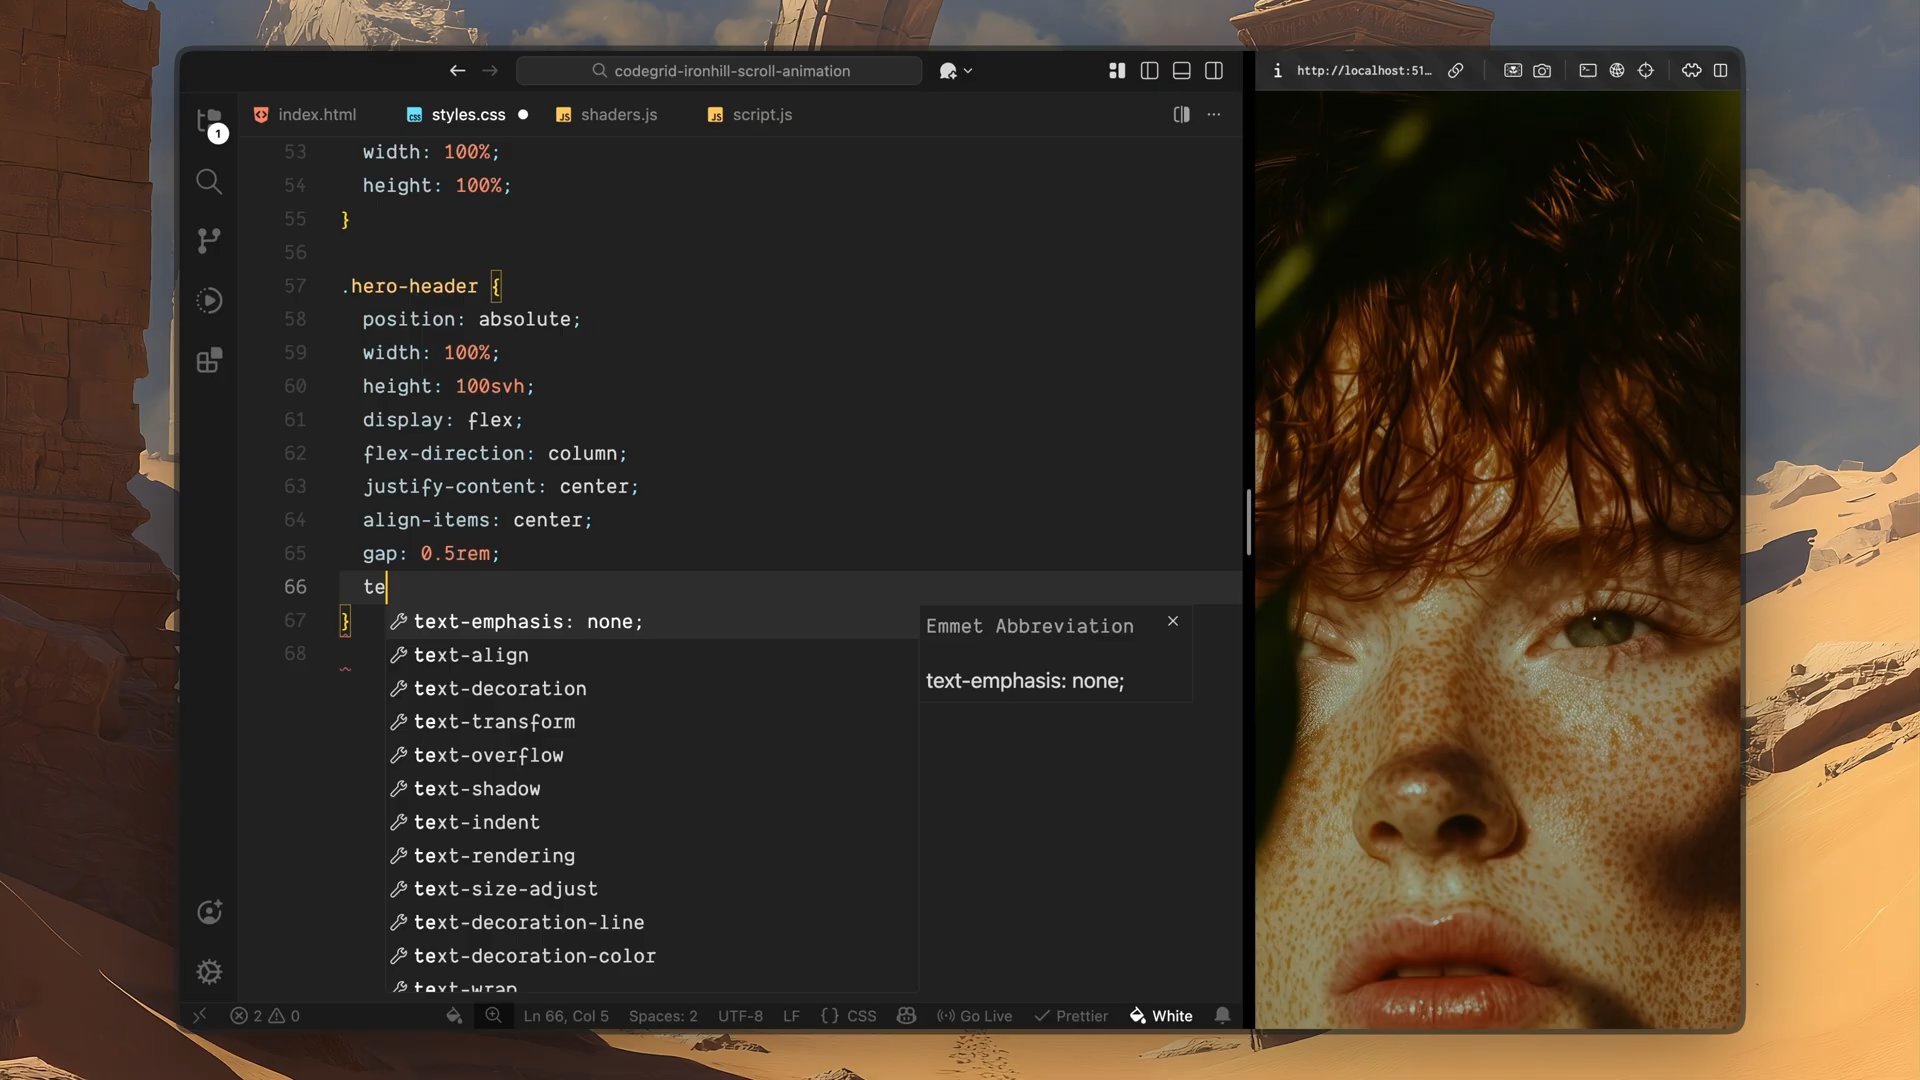 codegrid-ironhill-scroll-animation
i http://localhost:51...
1
index.html
styles.css
JS shaders.js
JS script.js
53 width: 100%;
54 height: 100%;
55 }
56
57 .hero-header {
58 position: absolute;
59 width: 100%;
60 height: 100svh;
61 display: flex;
62 flex-direction: column;
63 justify-content: center;
64 align-items: center;
65 gap: 0.5rem;
66 te
67 }
68
text-emphasis: none;
text-align
text-decoration
text-transform
text-overflow
text-shadow
text-indent
text-rendering
text-size-adjust
text-decoration-line
text-decoration-color
text-wrap
Emmet Abbreviation
text-emphasis: none;
2 0
Ln 66, Col 5
Spaces: 2
UTF-8
LF
{ } CSS
Go Live
Prettier
White